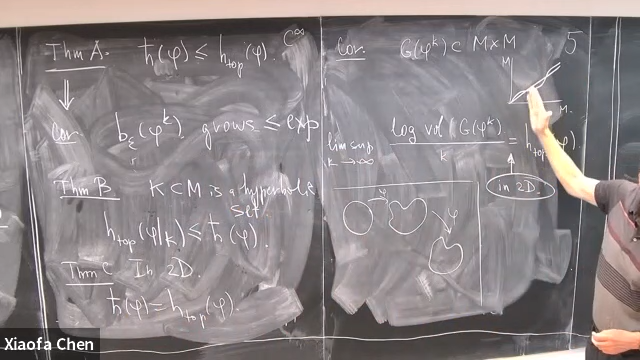 Thm A. ħ(φ) ≤ h_top(φ). C^∞
⇓
Cor. b_ε(φ^k) grows ≤ exp
Thm B K ⊂ M is a hyperbolic
set.
h_top(φ|_K) ≤ ħ(φ).
Thm C In 2D.
ħ(φ) = h_top(φ).
Cor. G(φ^k) ⊂ M×M 5
M
M
lim sup_{k→∞} log vol (G(φ^k)) / k = h_top(φ).
in 2D.
φ
φ
Xiaofa Chen